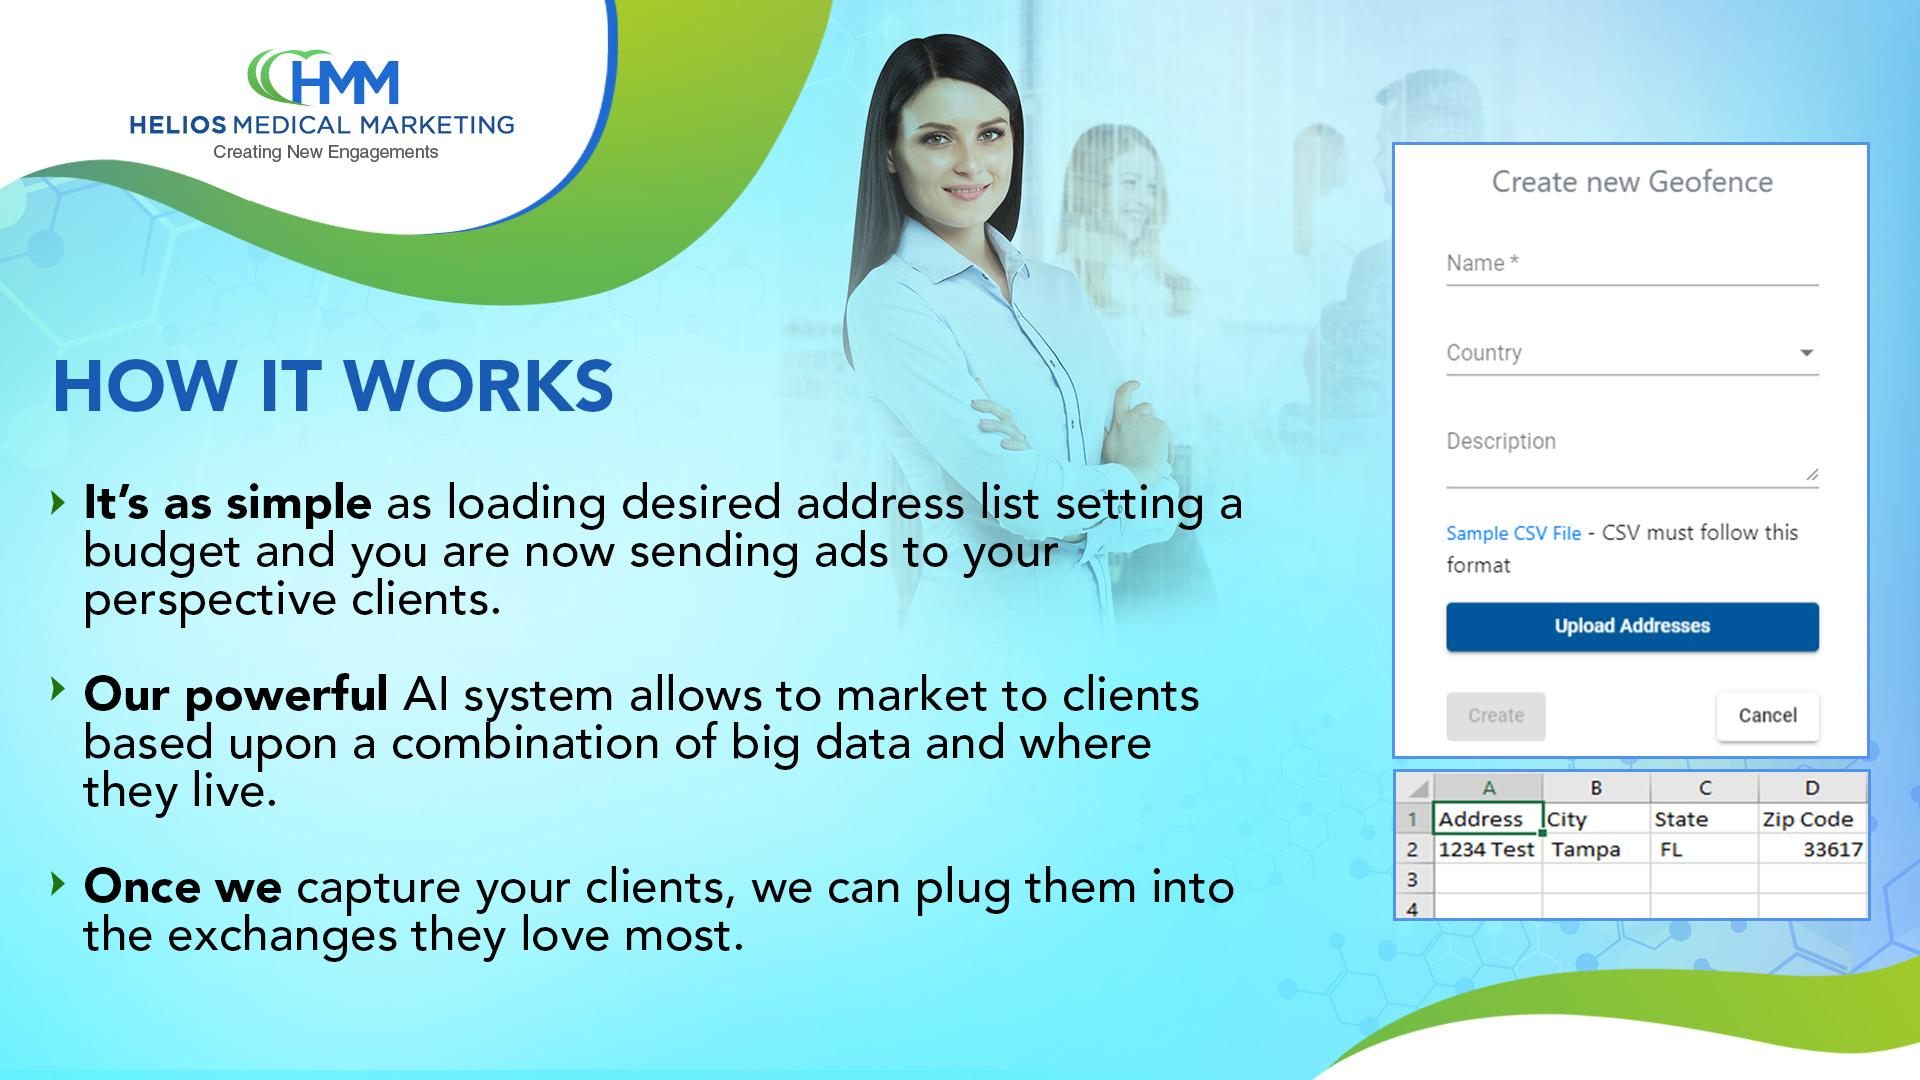 HMM
HELIOS MEDICAL MARKETING
Creating New Engagements
HOW IT WORKS
It's as simple as loading desired address list setting a
budget and you are now sending ads to your
perspective clients.
Our powerful AI system allows to market to clients
based upon a combination of big data and where
they live.
Once we capture your clients, we can plug them into
the exchanges they love most.
Create new Geofence
Name *
Country
Description
Sample CSV File - CSV must follow this
format
Upload Addresses
Create Cancel
A B C D
1 Address City State Zip Code
2 1234 Test Tampa FL 33617
3
4